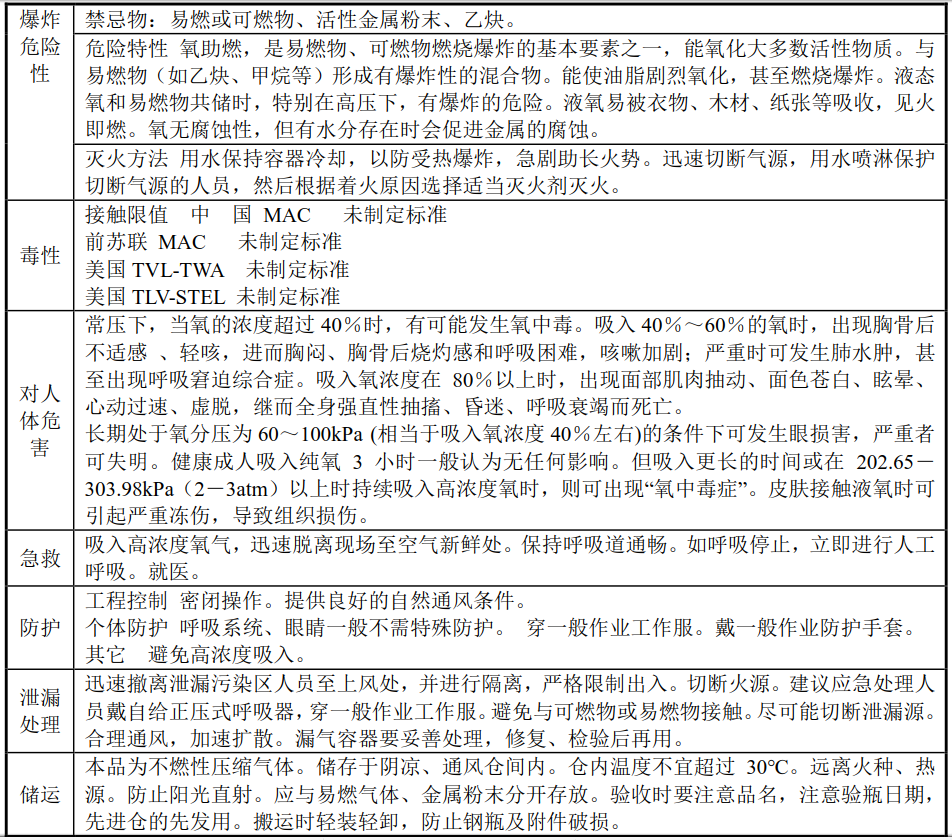 爆炸
危险
性
禁忌物：易燃或可燃物、活性金属粉末、乙炔。
危险特性 氧助燃，是易燃物、可燃物燃烧爆炸的基本要素之一，能氧化大多数活性物质。与
易燃物（如乙炔、甲烷等）形成有爆炸性的混合物。能使油脂剧烈氧化，甚至燃烧爆炸。液态
氧和易燃物共储时，特别在高压下，有爆炸的危险。液氧易被衣物、木材、纸张等吸收，见火
即燃。氧无腐蚀性，但有水分存在时会促进金属的腐蚀。
灭火方法 用水保持容器冷却，以防受热爆炸，急剧助长火势。迅速切断气源，用水喷淋保护
切断气源的人员，然后根据着火原因选择适当灭火剂灭火。
毒性
接触限值 中 国 MAC 未制定标准
前苏联 MAC 未制定标准
美国 TVL-TWA 未制定标准
美国 TLV-STEL 未制定标准
对人
体危
害
常压下，当氧的浓度超过 40％时，有可能发生氧中毒。吸入 40％～60％的氧时，出现胸骨后
不适感 、轻咳，进而胸闷、胸骨后烧灼感和呼吸困难，咳嗽加剧；严重时可发生肺水肿，甚
至出现呼吸窘迫综合症。吸入氧浓度在 80％以上时，出现面部肌肉抽动、面色苍白、眩晕、
心动过速、虚脱，继而全身强直性抽搐、昏迷、呼吸衰竭而死亡。
长期处于氧分压为 60～100kPa (相当于吸入氧浓度 40％左右)的条件下可发生眼损害，严重者
可失明。健康成人吸入纯氧 3 小时一般认为无任何影响。但吸入更长的时间或在 202.65－
303.98kPa（2－3atm）以上时持续吸入高浓度氧时，则可出现“氧中毒症”。皮肤接触液氧时可
引起严重冻伤，导致组织损伤。
急救
吸入高浓度氧气，迅速脱离现场至空气新鲜处。保持呼吸道通畅。如呼吸停止，立即进行人工
呼吸。就医。
防护
工程控制 密闭操作。提供良好的自然通风条件。
个体防护 呼吸系统、眼睛一般不需特殊防护。 穿一般作业工作服。戴一般作业防护手套。
其它 避免高浓度吸入。
泄漏
处理
迅速撤离泄漏污染区人员至上风处，并进行隔离，严格限制出入。切断火源。建议应急处理人
员戴自给正压式呼吸器，穿一般作业工作服。避免与可燃物或易燃物接触。尽可能切断泄漏源。
合理通风，加速扩散。漏气容器要妥善处理，修复、检验后再用。
储运
本品为不燃性压缩气体。储存于阴凉、通风仓间内。仓内温度不宜超过 30℃。远离火种、热
源。防止阳光直射。应与易燃气体、金属粉末分开存放。验收时要注意品名，注意验瓶日期，
先进仓的先发用。搬运时轻装轻卸，防止钢瓶及附件破损。